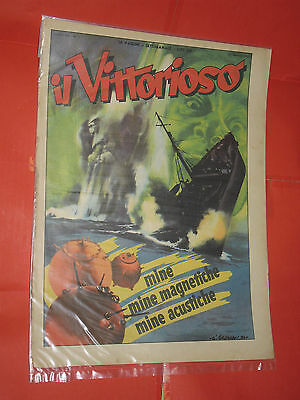 il Vittorioso
mine
mine magnetiche
mine acustiche